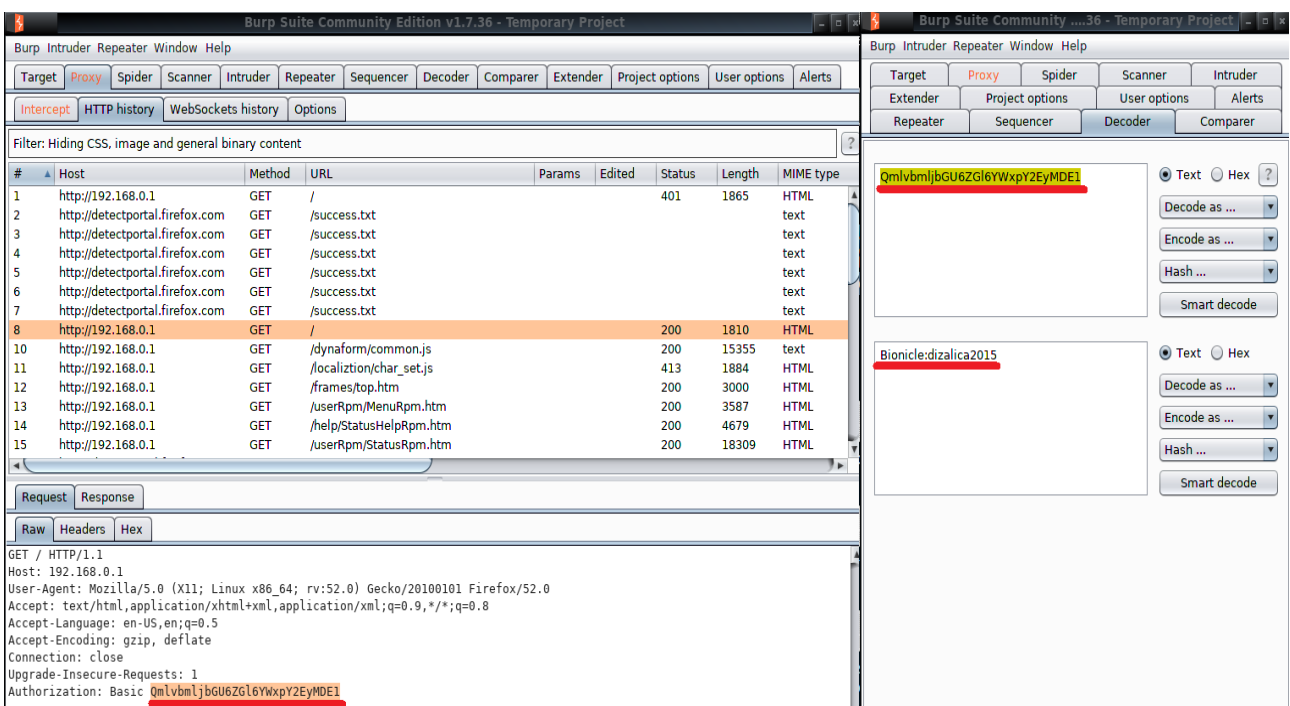 Burp Suite Community Edition v1.7.36 - Temporary Project
Burp Intruder Repeater Window Help
Target Proxy Spider Scanner Intruder Repeater Sequencer Decoder Comparer Extender Project options User options Alerts
Intercept HTTP history WebSockets history Options
Filter: Hiding CSS, image and general binary content ?
# Host Method URL Params Edited Status Length MIME type
1 http://192.168.0.1 GET / 401 1865 HTML
2 http://detectportal.firefox.com GET /success.txt text
3 http://detectportal.firefox.com GET /success.txt text
4 http://detectportal.firefox.com GET /success.txt text
5 http://detectportal.firefox.com GET /success.txt text
6 http://detectportal.firefox.com GET /success.txt text
7 http://detectportal.firefox.com GET /success.txt text
8 http://192.168.0.1 GET / 200 1810 HTML
10 http://192.168.0.1 GET /dynaform/common.js 200 15355 text
11 http://192.168.0.1 GET /localiztion/char_set.js 413 1884 HTML
12 http://192.168.0.1 GET /frames/top.htm 200 3000 HTML
13 http://192.168.0.1 GET /userRpm/MenuRpm.htm 200 3587 HTML
14 http://192.168.0.1 GET /help/StatusHelpRpm.htm 200 4679 HTML
15 http://192.168.0.1 GET /userRpm/StatusRpm.htm 200 18309 HTML
Request Response
Raw Headers Hex
GET / HTTP/1.1
Host: 192.168.0.1
User-Agent: Mozilla/5.0 (X11; Linux x86_64; rv:52.0) Gecko/20100101 Firefox/52.0
Accept: text/html,application/xhtml+xml,application/xml;q=0.9,*/*;q=0.8
Accept-Language: en-US,en;q=0.5
Accept-Encoding: gzip, deflate
Connection: close
Upgrade-Insecure-Requests: 1
Authorization: Basic QmlvbmljbGU6ZGl6YWxpY2EyMDE1
Burp Suite Community ....36 - Temporary Project
Burp Intruder Repeater Window Help
Target Proxy Spider Scanner Intruder
Extender Project options User options Alerts
Repeater Sequencer Decoder Comparer
QmlvbmljbGU6ZGl6YWxpY2EyMDE1
Text Hex ?
Decode as ...
Encode as ...
Hash ...
Smart decode
Bionicle:dizalica2015
Text Hex
Decode as ...
Encode as ...
Hash ...
Smart decode